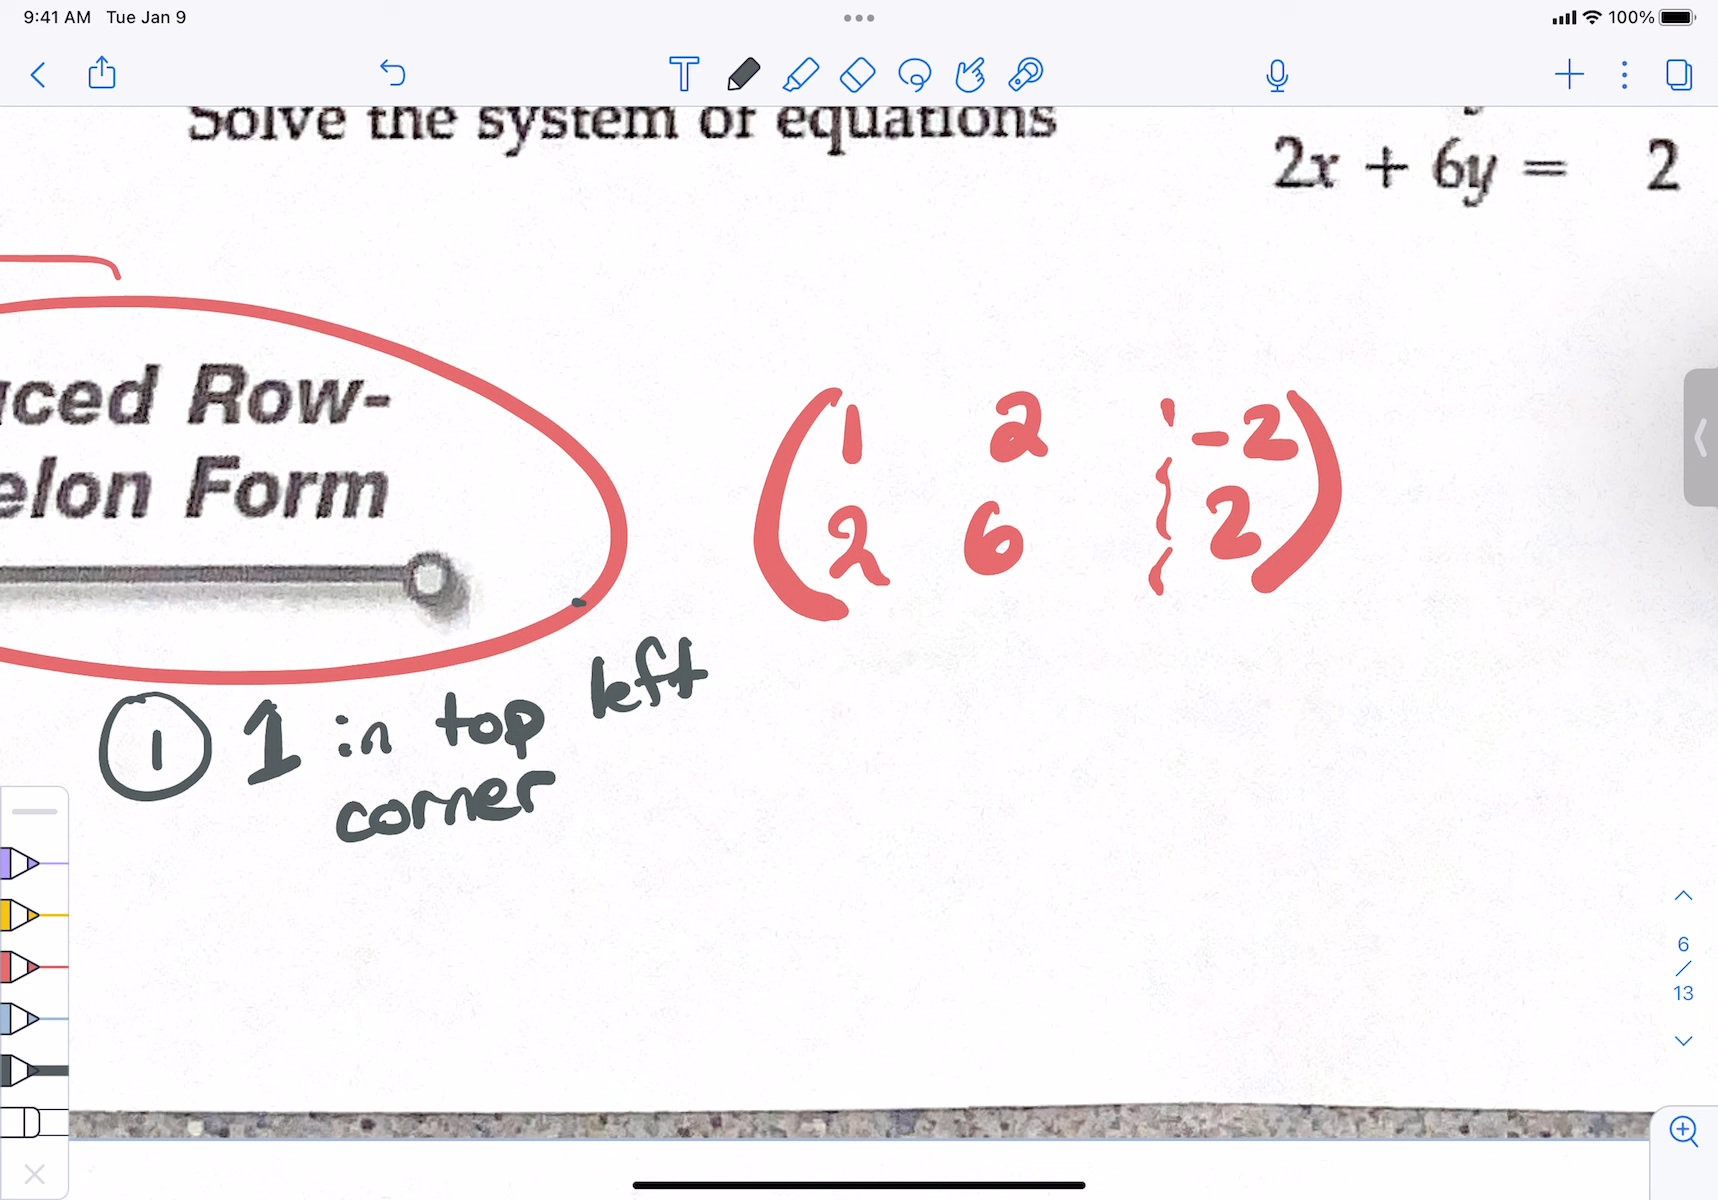 9:41 AM Tue Jan 9
100%
Solve the system of equations
2x + 6y = 2
uced Row-
elon Form
1 2 -2
2 6 2
① 1 in top left
corner
6
/
13